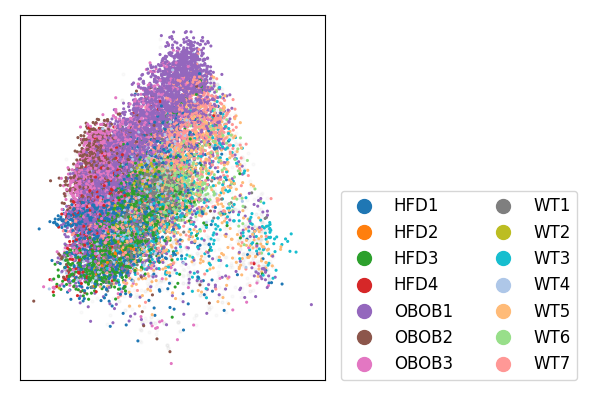 HFD1 WT1
HFD2 WT2
HFD3 WT3
HFD4 WT4
OBOB1 WT5
OBOB2 WT6
OBOB3 WT7